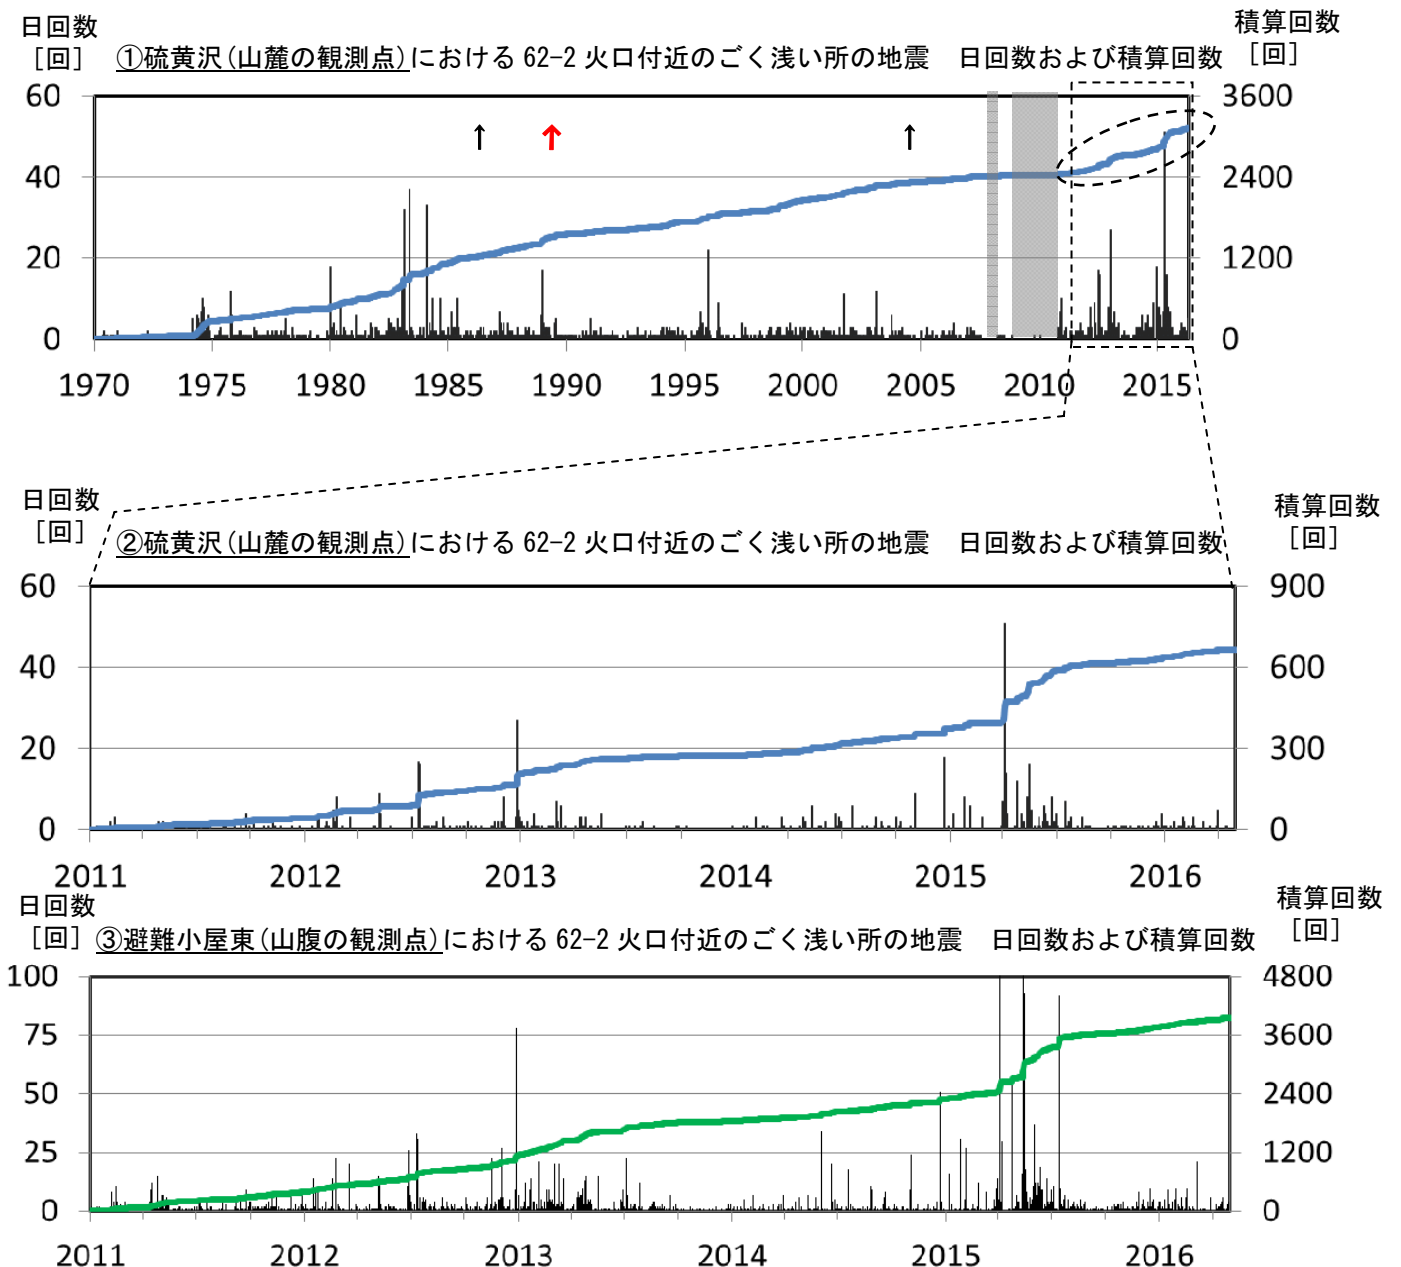 日回数
［回］
①硫黄沢(山麓の観測点)における 62-2 火口付近のごく浅い所の地震　日回数および積算回数
積算回数
［回］
60
40
20
0
3600
2400
1200
0
1970 1975 1980 1985 1990 1995 2000 2005 2010 2015
日回数
［回］
②硫黄沢(山麓の観測点)における 62-2 火口付近のごく浅い所の地震　日回数および積算回数
積算回数
［回］
60
40
20
0
900
600
300
0
2011 2012 2013 2014 2015 2016
日回数
［回］
③避難小屋東(山腹の観測点)における 62-2 火口付近のごく浅い所の地震　日回数および積算回数
積算回数
［回］
100
75
50
25
0
4800
3600
2400
1200
0
2011 2012 2013 2014 2015 2016